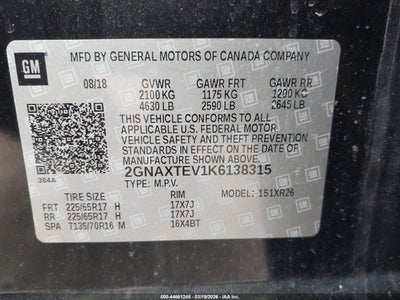 GM
MFD BY GENERAL MOTORS OF CANADA COMPANY
08/18 GVWR GAWR FRT GAWR RR
2100 KG 1175 KG 1200 KG
4630 LB 2590 LB 2645 LB
THIS VEHICLE CONFORMS TO ALL
APPLICABLE U.S. FEDERAL MOTOR
VEHICLE SAFETY AND THEFT PREVENTION
STANDARDS IN EFFECT ON THE DATE OF
MANUFACTURE SHOWN ABOVE.
384A
2GNAXTEV1K6138315
TYPE: M.P.V. MODEL: 1S1XR26
TIRE SIZE RIM
FRT 225/65R17 H 17X7J
RR 225/65R17 H 17X7J
SPA T135/70R16 M 16X4BT
000-44681248 - 03/19/2026 - IAA, Inc.